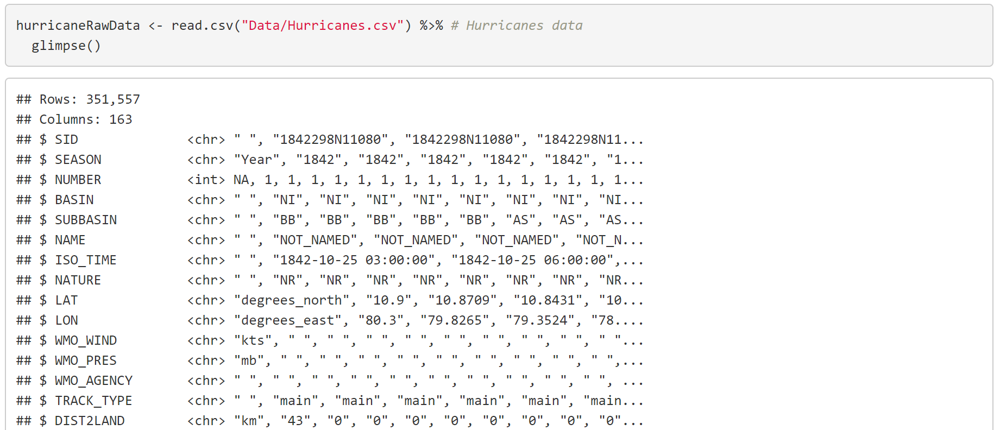 hurricaneRawData <- read.csv("Data/Hurricanes.csv") %>% # Hurricanes data
  glimpse()
## Rows: 351,557
## Columns: 163
## $ SID              <chr> " ", "1842298N11080", "1842298N11080", "1842298N11...
## $ SEASON           <chr> "Year", "1842", "1842", "1842", "1842", "1842", "1...
## $ NUMBER           <int> NA, 1, 1, 1, 1, 1, 1, 1, 1, 1, 1, 1, 1, 1, 1, 1, 1...
## $ BASIN            <chr> " ", "NI", "NI", "NI", "NI", "NI", "NI", "NI", "NI...
## $ SUBBASIN         <chr> " ", "BB", "BB", "BB", "BB", "BB", "AS", "AS", "AS...
## $ NAME             <chr> " ", "NOT_NAMED", "NOT_NAMED", "NOT_NAMED", "NOT_N...
## $ ISO_TIME         <chr> " ", "1842-10-25 03:00:00", "1842-10-25 06:00:00",...
## $ NATURE           <chr> " ", "NR", "NR", "NR", "NR", "NR", "NR", "NR", "NR...
## $ LAT              <chr> "degrees_north", "10.9", "10.8709", "10.8431", "10...
## $ LON              <chr> "degrees_east", "80.3", "79.8265", "79.3524", "78....
## $ WMO_WIND         <chr> "kts", " ", " ", " ", " ", " ", " ", " ", " ", " "...
## $ WMO_PRES         <chr> "mb", " ", " ", " ", " ", " ", " ", " ", " ", " ",...
## $ WMO_AGENCY       <chr> " ", " ", " ", " ", " ", " ", " ", " ", " ", " ", ...
## $ TRACK_TYPE       <chr> " ", "main", "main", "main", "main", "main", "main...
## $ DIST2LAND        <chr> "km", "43", "0", "0", "0", "0", "0", "0", "0", "0"...